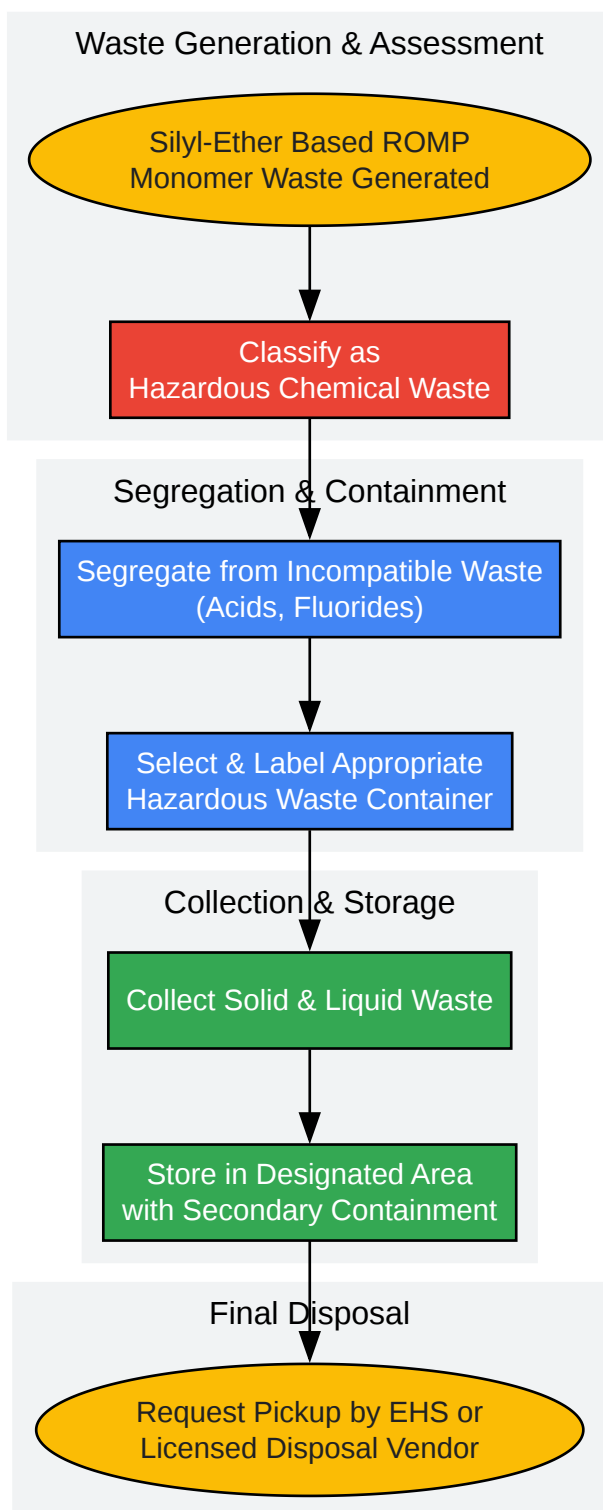 Waste Generation & Assessment
Silyl-Ether Based ROMP
Monomer Waste Generated
Classify as
Hazardous Chemical Waste
Segregation & Containment
Segregate from Incompatible Waste
(Acids, Fluorides)
Select & Label Appropriate
Hazardous Waste Container
Collection & Storage
Collect Solid & Liquid Waste
Store in Designated Area
with Secondary Containment
Final Disposal
Request Pickup by EHS or
Licensed Disposal Vendor